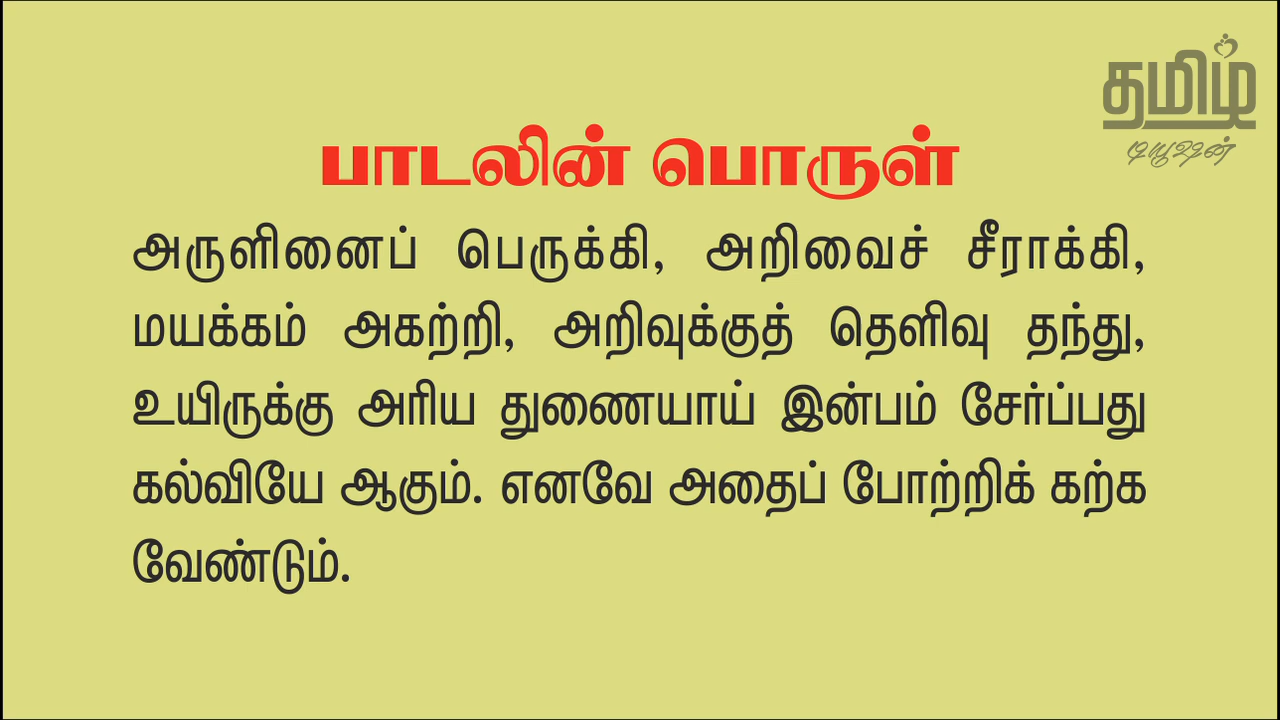 தமிழ்
டியூஷன்
பாடலின் பொருள்
அருளினைப் பெருக்கி, அறிவைச் சீராக்கி,
மயக்கம் அகற்றி, அறிவுக்குத் தெளிவு தந்து,
உயிருக்கு அரிய துணையாய் இன்பம் சேர்ப்பது
கல்வியே ஆகும். எனவே அதைப் போற்றிக் கற்க
வேண்டும்.